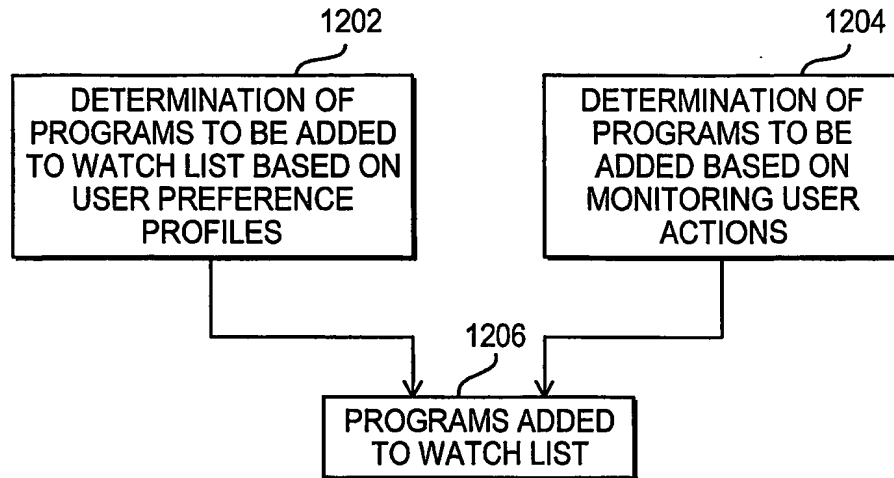 1202
DETERMINATION OF
PROGRAMS TO BE ADDED
TO WATCH LIST BASED ON
USER PREFERENCE
PROFILES
1204
DETERMINATION OF
PROGRAMS TO BE
ADDED BASED ON
MONITORING USER
ACTIONS
1206
PROGRAMS ADDED
TO WATCH LIST